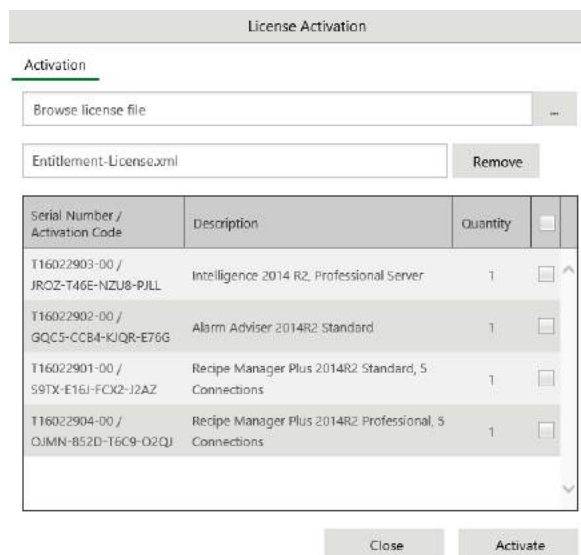 License Activation
Activation
Browse license file
...
Entitlement-License.xml
Remove
Serial Number /
Activation Code
Description
Quantity
T16022903-00 /
JROZ-T46E-NZU8-PJLL
Intelligence 2014 R2, Professional Server
1
T16022902-00 /
GQC5-CCB4-KJQR-E76G
Alarm Adviser 2014R2 Standard
1
T16022901-00 /
S9TX-E16J-FCX2-J2AZ
Recipe Manager Plus 2014R2 Standard, 5
Connections
1
T16022904-00 /
OJMN-852D-T6C9-O2QJ
Recipe Manager Plus 2014R2 Professional, 5
Connections
1
Close
Activate